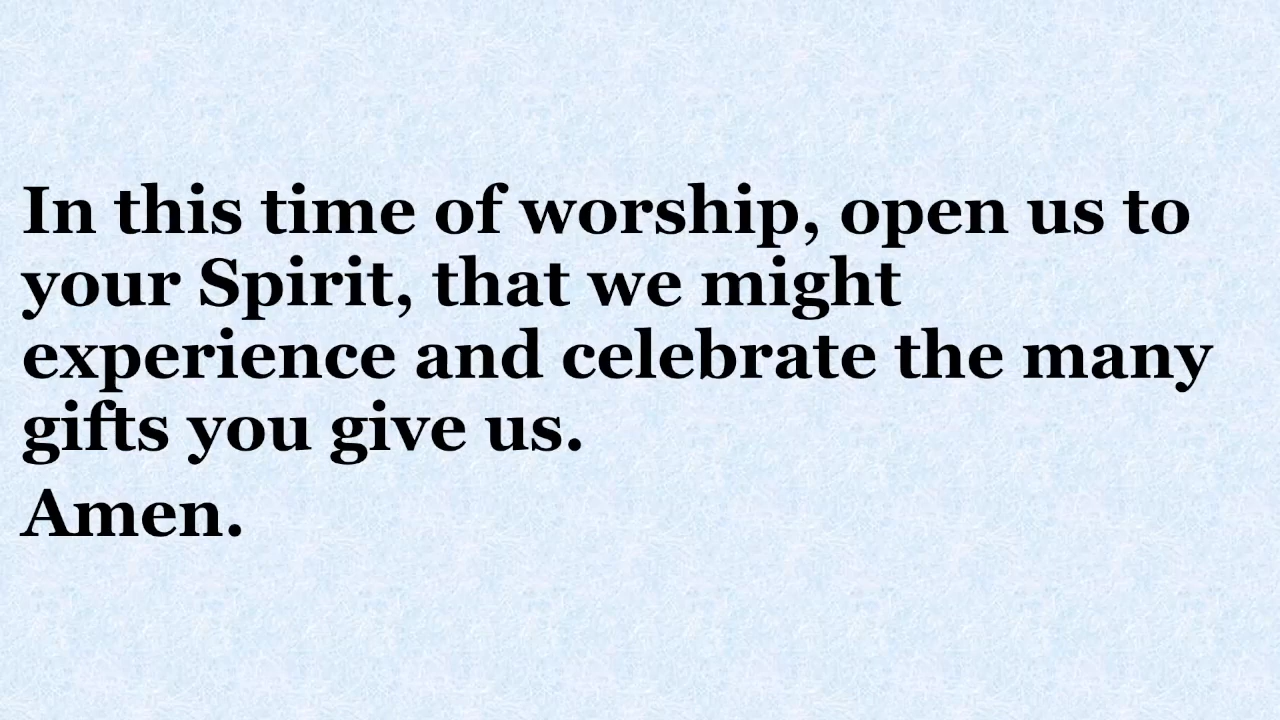 In this time of worship, open us to
your Spirit, that we might
experience and celebrate the many
gifts you give us.
Amen.